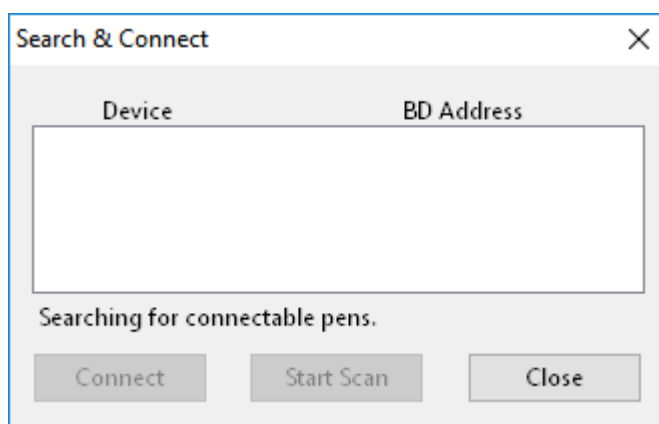 Search & Connect
Device BD Address
Searching for connectable pens.
Connect Start Scan Close